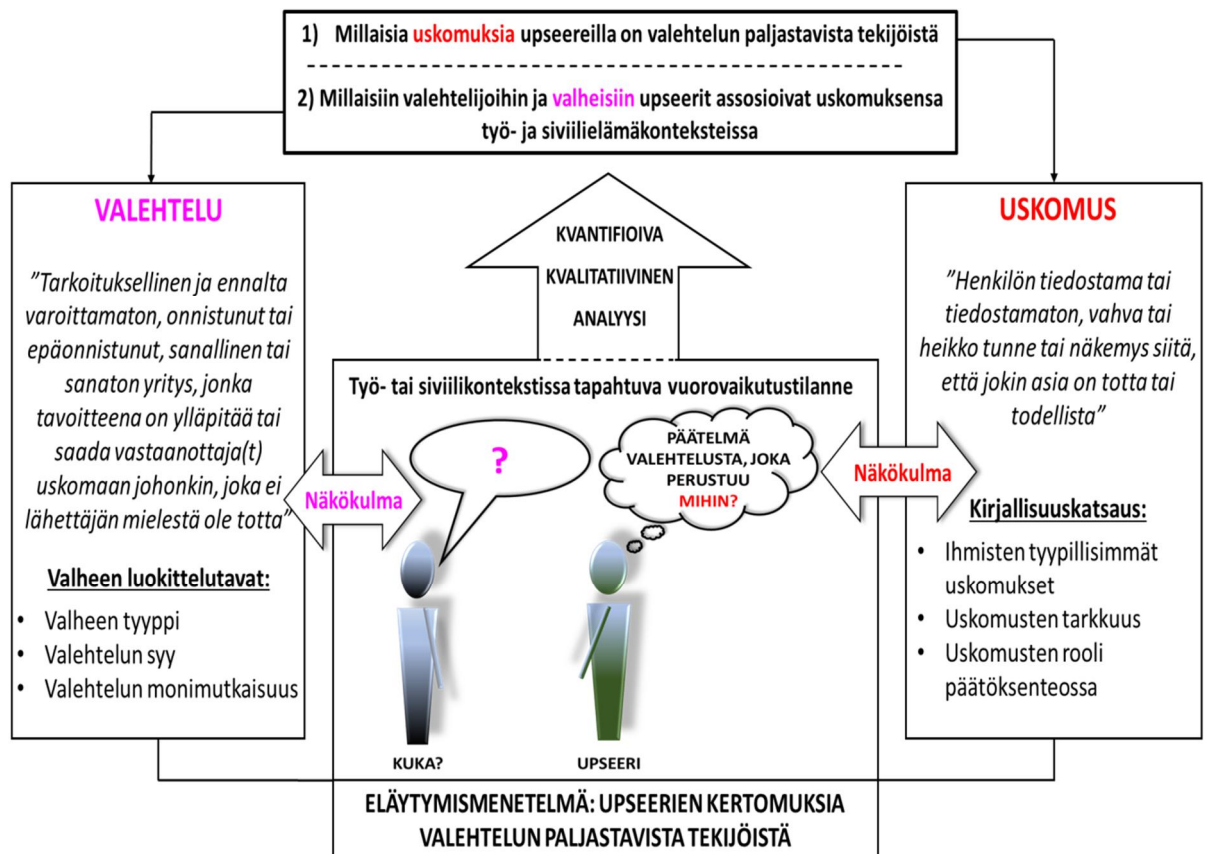 1) Millaisia uskomuksia upseereilla on valehtelun paljastavista tekijöistä
2) Millaisiin valehtelijoihin ja valheisiin upseerit assosioivat uskomuksensa
työ- ja siviilielämäkonteksteissa
VALEHTELU
"Tarkoituksellinen ja ennalta
varoittamaton, onnistunut tai
epäonnistunut, sanallinen tai
sanaton yritys, jonka
tavoitteena on ylläpitää tai
saada vastaanottaja(t)
uskomaan johonkin, joka ei
lähettäjän mielestä ole totta"
Valheen luokittelutavat:
• Valheen tyyppi
• Valehtelun syy
• Valehtelun monimutkaisuus
Näkökulma
KVANTIFIOIVA
KVALITATIIVINEN
ANALYYSI
Työ- tai siviilikontekstissa tapahtuva vuorovaikutustilanne
?
PÄÄTELMÄ
VALEHTELUSTA, JOKA
PERUSTUU
MIHIN?
KUKA?
UPSEERI
ELÄYTYMISMENETELMÄ: UPSEERIEN KERTOMUKSIA
VALEHTELUN PALJASTAVISTA TEKIJÖISTÄ
Näkökulma
USKOMUS
"Henkilön tiedostama tai
tiedostamaton, vahva tai
heikko tunne tai näkemys siitä,
että jokin asia on totta tai
todellista"
Kirjallisuuskatsaus:
• Ihmisten tyypillisimmät
uskomukset
• Uskomusten tarkkuus
• Uskomusten rooli
päätöksenteossa